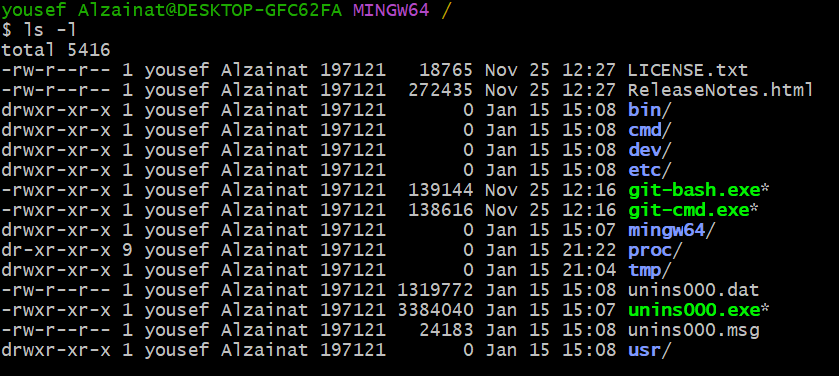 yousef Alzainat@DESKTOP-GFC62FA MINGW64 /
$ ls -l
total 5416
-rw-r--r-- 1 yousef Alzainat 197121   18765 Nov 25 12:27 LICENSE.txt
-rw-r--r-- 1 yousef Alzainat 197121  272435 Nov 25 12:27 ReleaseNotes.html
drwxr-xr-x 1 yousef Alzainat 197121       0 Jan 15 15:08 bin/
drwxr-xr-x 1 yousef Alzainat 197121       0 Jan 15 15:08 cmd/
drwxr-xr-x 1 yousef Alzainat 197121       0 Jan 15 15:08 dev/
drwxr-xr-x 1 yousef Alzainat 197121       0 Jan 15 15:08 etc/
-rwxr-xr-x 1 yousef Alzainat 197121  139144 Nov 25 12:16 git-bash.exe*
-rwxr-xr-x 1 yousef Alzainat 197121  138616 Nov 25 12:16 git-cmd.exe*
drwxr-xr-x 1 yousef Alzainat 197121       0 Jan 15 15:07 mingw64/
dr-xr-xr-x 9 yousef Alzainat 197121       0 Jan 15 21:22 proc/
drwxr-xr-x 1 yousef Alzainat 197121       0 Jan 15 21:04 tmp/
-rw-r--r-- 1 yousef Alzainat 197121 1319772 Jan 15 15:08 unins000.dat
-rwxr-xr-x 1 yousef Alzainat 197121 3384040 Jan 15 15:07 unins000.exe*
-rw-r--r-- 1 yousef Alzainat 197121   24183 Jan 15 15:08 unins000.msg
drwxr-xr-x 1 yousef Alzainat 197121       0 Jan 15 15:08 usr/